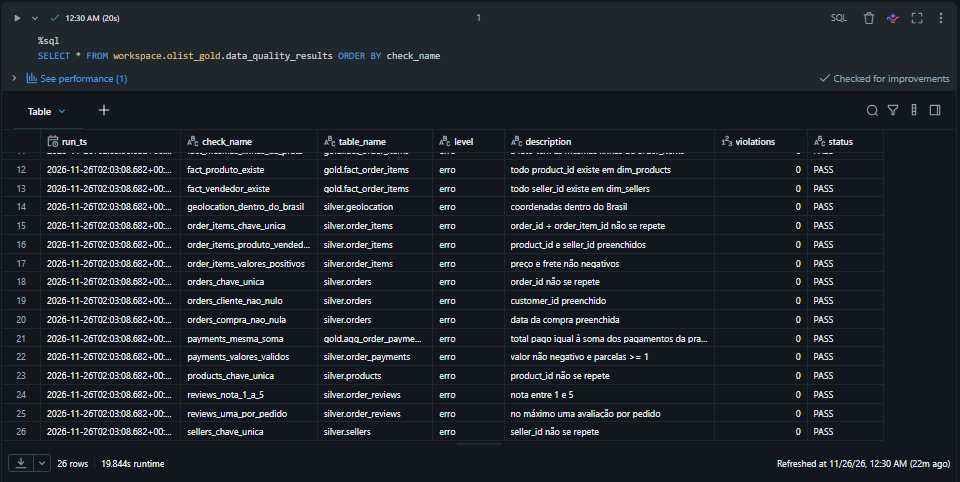 12:30 AM (20s)
1
SQL
%sql
SELECT * FROM workspace.olist_gold.data_quality_results ORDER BY check_name
See performance (1)
Checked for improvements
Table
run_ts check_name table_name level description violations status
12 2026-11-26T02:03:08.682+00:... fact_produto_existe gold.fact_order_items erro todo product_id existe em dim_products 0 PASS
13 2026-11-26T02:03:08.682+00:... fact_vendedor_existe gold.fact_order_items erro todo seller_id existe em dim_sellers 0 PASS
14 2026-11-26T02:03:08.682+00:... geolocation_dentro_do_brasil silver.geolocation erro coordenadas dentro do Brasil 0 PASS
15 2026-11-26T02:03:08.682+00:... order_items_chave_unica silver.order_items erro order_id + order_item_id não se repete 0 PASS
16 2026-11-26T02:03:08.682+00:... order_items_produto_vended... silver.order_items erro product_id e seller_id preenchidos 0 PASS
17 2026-11-26T02:03:08.682+00:... order_items_valores_positivos silver.order_items erro preço e frete não negativos 0 PASS
18 2026-11-26T02:03:08.682+00:... orders_chave_unica silver.orders erro order_id não se repete 0 PASS
19 2026-11-26T02:03:08.682+00:... orders_cliente_nao_nulo silver.orders erro customer_id preenchido 0 PASS
20 2026-11-26T02:03:08.682+00:... orders_compra_nao_nula silver.orders erro data da compra preenchida 0 PASS
21 2026-11-26T02:03:08.682+00:... payments_mesma_soma gold.agg_order_payme... erro total pago igual à soma dos pagamentos da pra... 0 PASS
22 2026-11-26T02:03:08.682+00:... payments_valores_validos silver.order_payments erro valor não negativo e parcelas >= 1 0 PASS
23 2026-11-26T02:03:08.682+00:... products_chave_unica silver.products erro product_id não se repete 0 PASS
24 2026-11-26T02:03:08.682+00:... reviews_nota_1_a_5 silver.order_reviews erro nota entre 1 e 5 0 PASS
25 2026-11-26T02:03:08.682+00:... reviews_uma_por_pedido silver.order_reviews erro no máximo uma avaliação por pedido 0 PASS
26 2026-11-26T02:03:08.682+00:... sellers_chave_unica silver.sellers erro seller_id não se repete 0 PASS
26 rows 19.844s runtime
Refreshed at 11/26/26, 12:30 AM (22m ago)